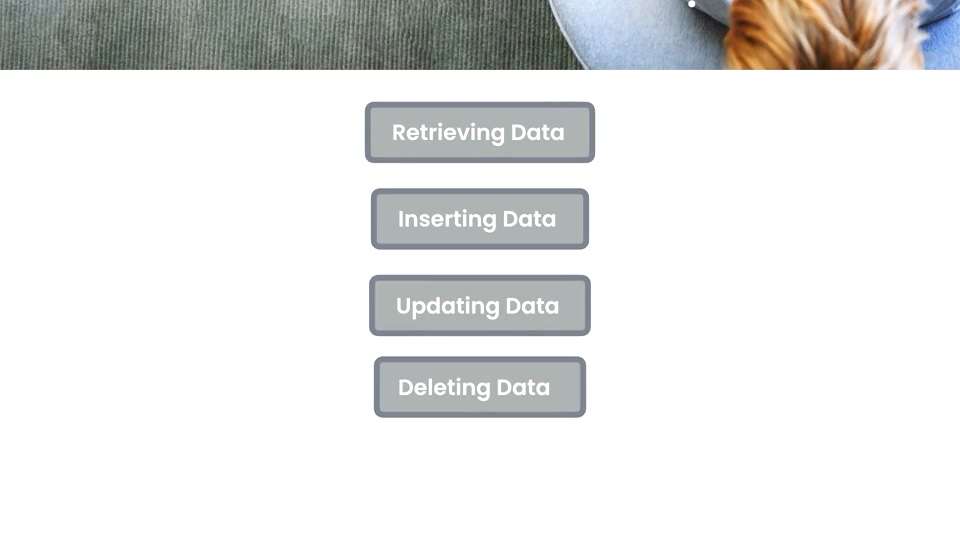 Retrieving Data
Inserting Data
Updating Data
Deleting Data